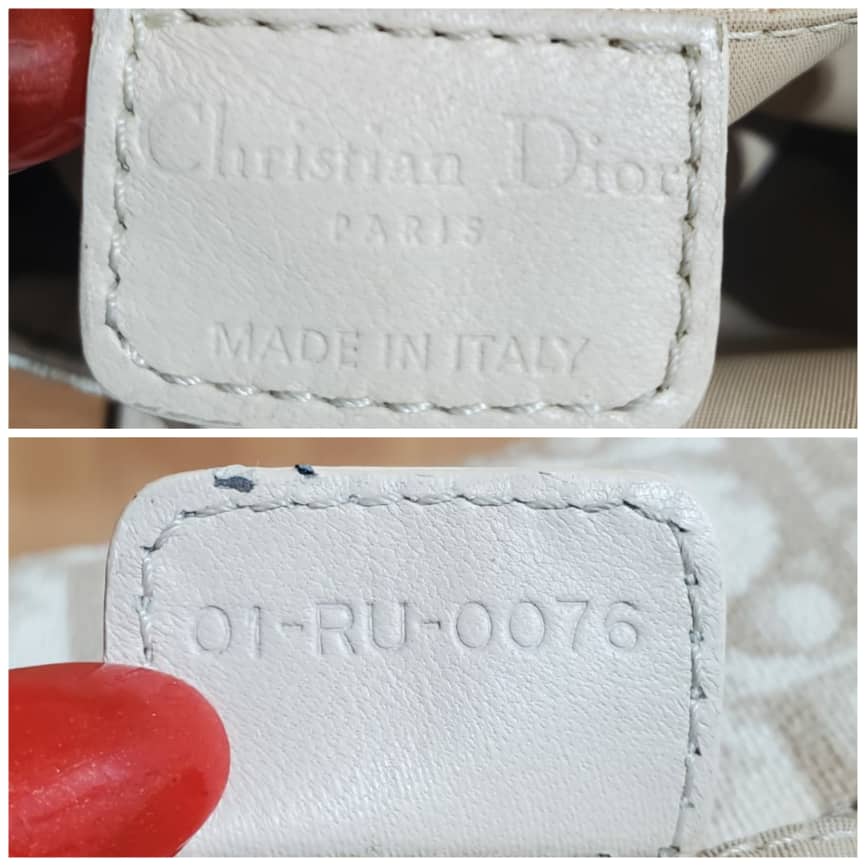 Christian Dior
PARIS
MADE IN ITALY
01-RU-0076